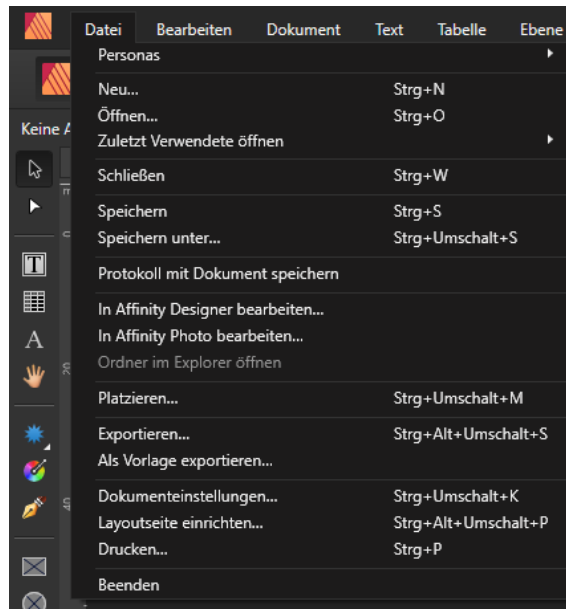 Datei Bearbeiten Dokument Text Tabelle Ebene
Personas
Neu... Strg+N
Öffnen... Strg+O
Keine
Zuletzt Verwendete öffnen
Schließen Strg+W
Speichern Strg+S
Speichern unter... Strg+Umschalt+S
Protokoll mit Dokument speichern
In Affinity Designer bearbeiten...
In Affinity Photo bearbeiten...
Ordner im Explorer öffnen
Platzieren... Strg+Umschalt+M
Exportieren... Strg+Alt+Umschalt+S
Als Vorlage exportieren...
Dokumenteinstellungen... Strg+Umschalt+K
Layoutseite einrichten... Strg+Alt+Umschalt+P
Drucken... Strg+P
Beenden